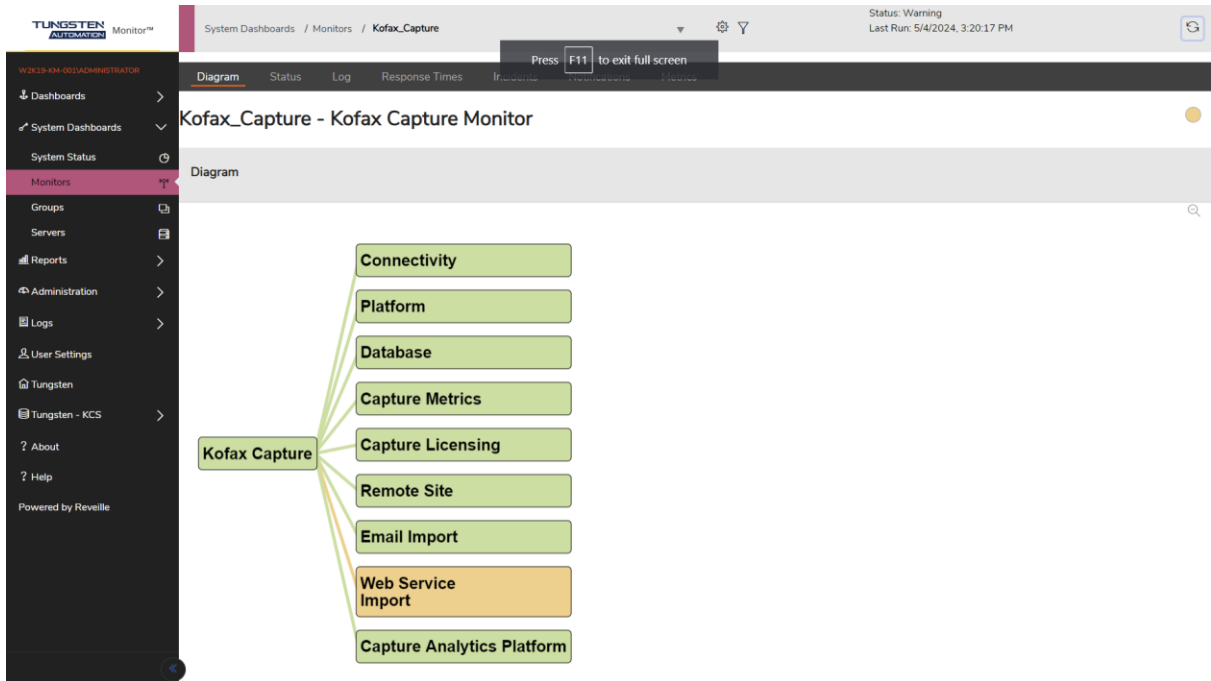 TUNGSTEN
AUTOMATION
Monitor™
System Dashboards / Monitors / Kofax_Capture
Status: Warning
Last Run: 5/4/2024, 3:20:17 PM
Press F11 to exit full screen
W2K19-KM-001\ADMINISTRATOR
Dashboards
System Dashboards
System Status
Monitors
Groups
Servers
Reports
Administration
Logs
User Settings
Tungsten
Tungsten - KCS
? About
? Help
Powered by Reveille
Diagram Status Log Response Times Incidents Notifications Metrics
Kofax_Capture - Kofax Capture Monitor
Diagram
Kofax Capture
Connectivity
Platform
Database
Capture Metrics
Capture Licensing
Remote Site
Email Import
Web Service
Import
Capture Analytics Platform